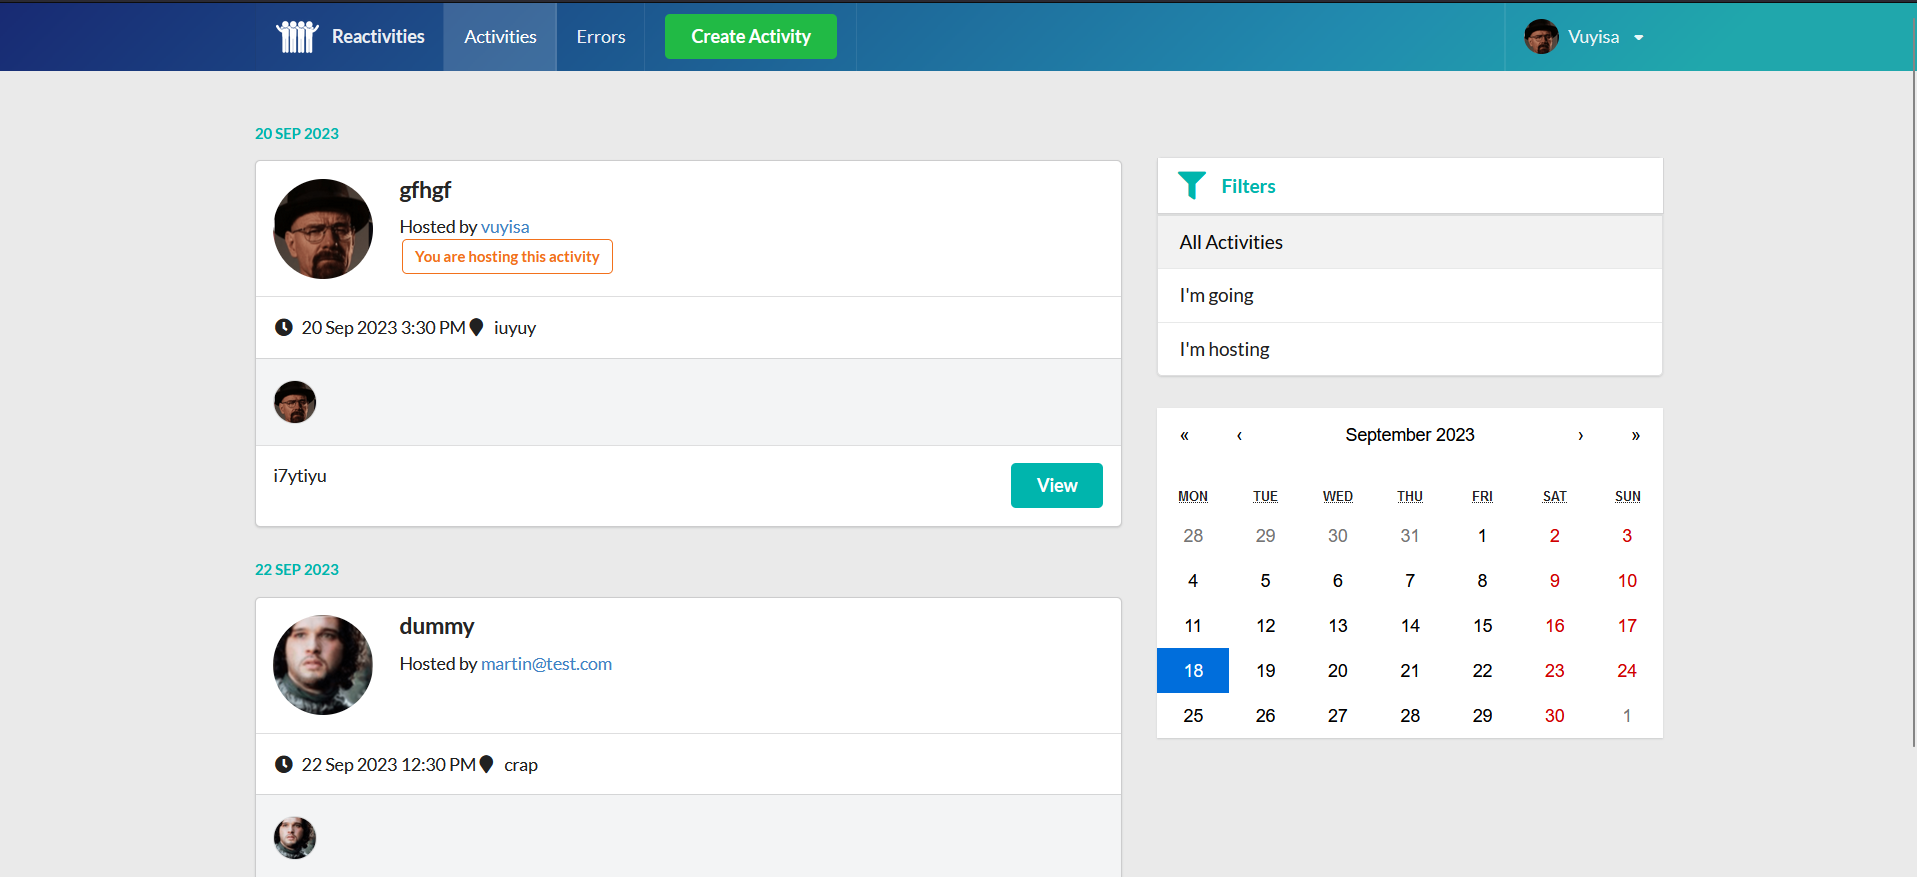 Reactivities Activities Errors Create Activity Vuyisa
20 SEP 2023
gfhgf
Hosted by vuyisa
You are hosting this activity
20 Sep 2023 3:30 PM iuyuy
i7ytiyu
View
22 SEP 2023
dummy
Hosted by martin@test.com
22 Sep 2023 12:30 PM crap
Filters
All Activities
I'm going
I'm hosting
« ‹ September 2023 › »
MON TUE WED THU FRI SAT SUN
28 29 30 31 1 2 3
4 5 6 7 8 9 10
11 12 13 14 15 16 17
18 19 20 21 22 23 24
25 26 27 28 29 30 1